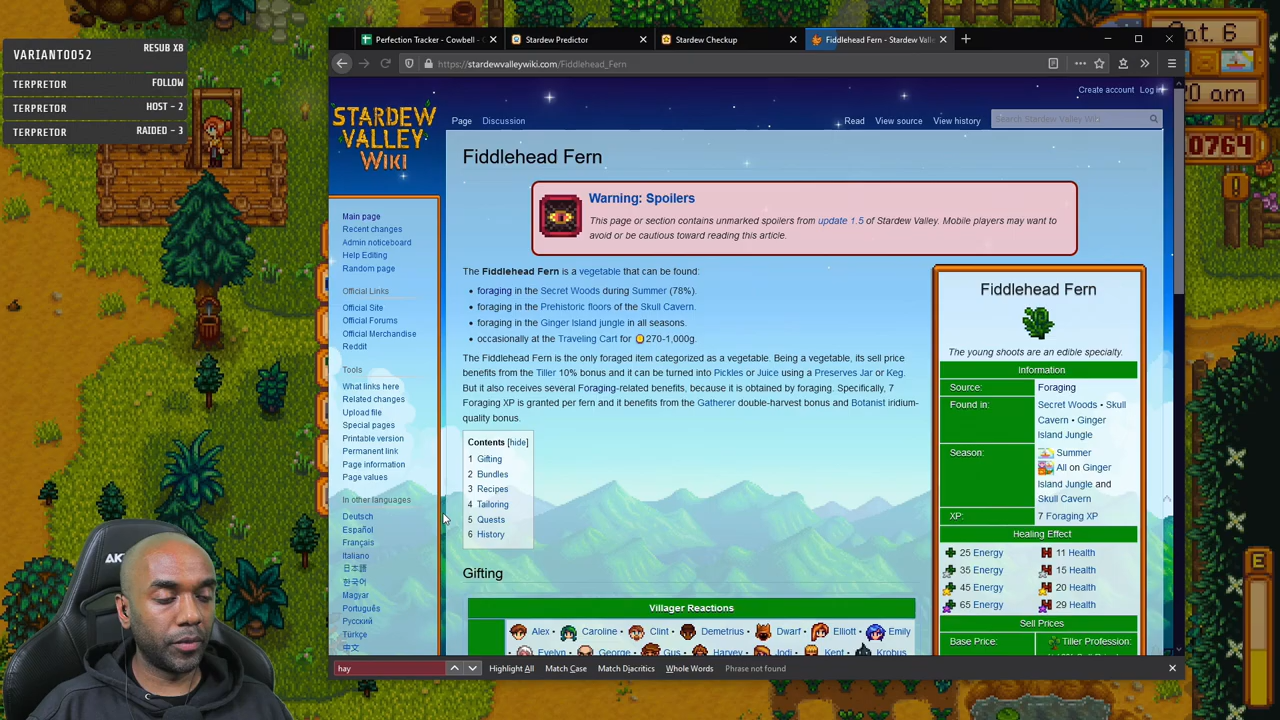 VARIANT0052 RESUB X8
TERPRETOR FOLLOW
TERPRETOR HOST - 2
TERPRETOR RAIDED - 3
Perfection Tracker - Cowbell -
Stardew Predictor
Stardew Checkup
Fiddlehead Fern - Stardew Valle
https://stardewvalleywiki.com/Fiddlehead_Fern
at. 6
0 am
0764
E
Create account Log in
STARDEW
VALLEY
WIKI
Page Discussion Read View source View history Search Stardew Valley Wiki
Main page
Recent changes
Admin noticeboard
Help Editing
Random page
Official Links
Official Site
Official Forums
Official Merchandise
Reddit
Tools
What links here
Related changes
Upload file
Special pages
Printable version
Permanent link
Page information
Page values
In other languages
Deutsch
Español
Français
Italiano
日本語
한국어
Magyar
Português
Русский
Türkçe
中文
Fiddlehead Fern
Warning: Spoilers
This page or section contains unmarked spoilers from update 1.5 of Stardew Valley. Mobile players may want to
avoid or be cautious toward reading this article.
The Fiddlehead Fern is a vegetable that can be found:
• foraging in the Secret Woods during Summer (78%).
• foraging in the Prehistoric floors of the Skull Cavern.
• foraging in the Ginger Island jungle in all seasons.
• occasionally at the Traveling Cart for 270-1,000g.
The Fiddlehead Fern is the only foraged item categorized as a vegetable. Being a vegetable, its sell price
benefits from the Tiller 10% bonus and it can be turned into Pickles or Juice using a Preserves Jar or Keg.
But it also receives several Foraging-related benefits, because it is obtained by foraging. Specifically, 7
Foraging XP is granted per fern and it benefits from the Gatherer double-harvest bonus and Botanist iridium-
quality bonus.
Contents [hide]
1 Gifting
2 Bundles
3 Recipes
4 Tailoring
5 Quests
6 History
Gifting
Villager Reactions
Alex • Caroline • Clint • Demetrius • Dwarf • Elliott • Emily
Evelyn • George • Gus • Harvey • Jodi • Kent • Krobus
Fiddlehead Fern
The young shoots are an edible specialty.
Information
Source: Foraging
Found in: Secret Woods • Skull
Cavern • Ginger
Island Jungle
Season: Summer
All on Ginger
Island Jungle and
Skull Cavern
XP: 7 Foraging XP
Healing Effect
25 Energy 11 Health
35 Energy 15 Health
45 Energy 20 Health
65 Energy 29 Health
Sell Prices
Base Price: Tiller Profession:
hay Highlight All Match Case Match Diacritics Whole Words Phrase not found
AK